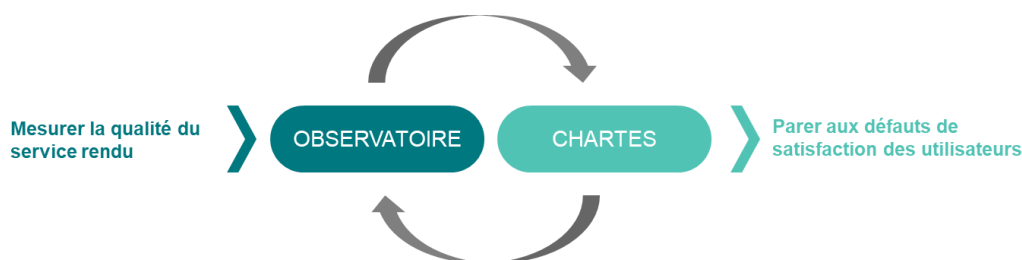 Mesurer la qualité du
service rendu
OBSERVATOIRE
CHARTES
Parer aux défauts de
satisfaction des utilisateurs